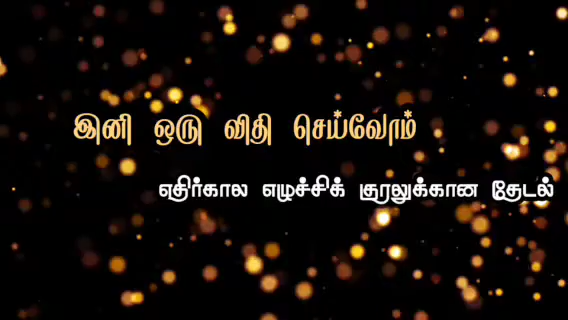 இனி ஒரு விதி செய்வோம்
எதிர்கால எழுச்சிக் குரலுக்கான தேடல்